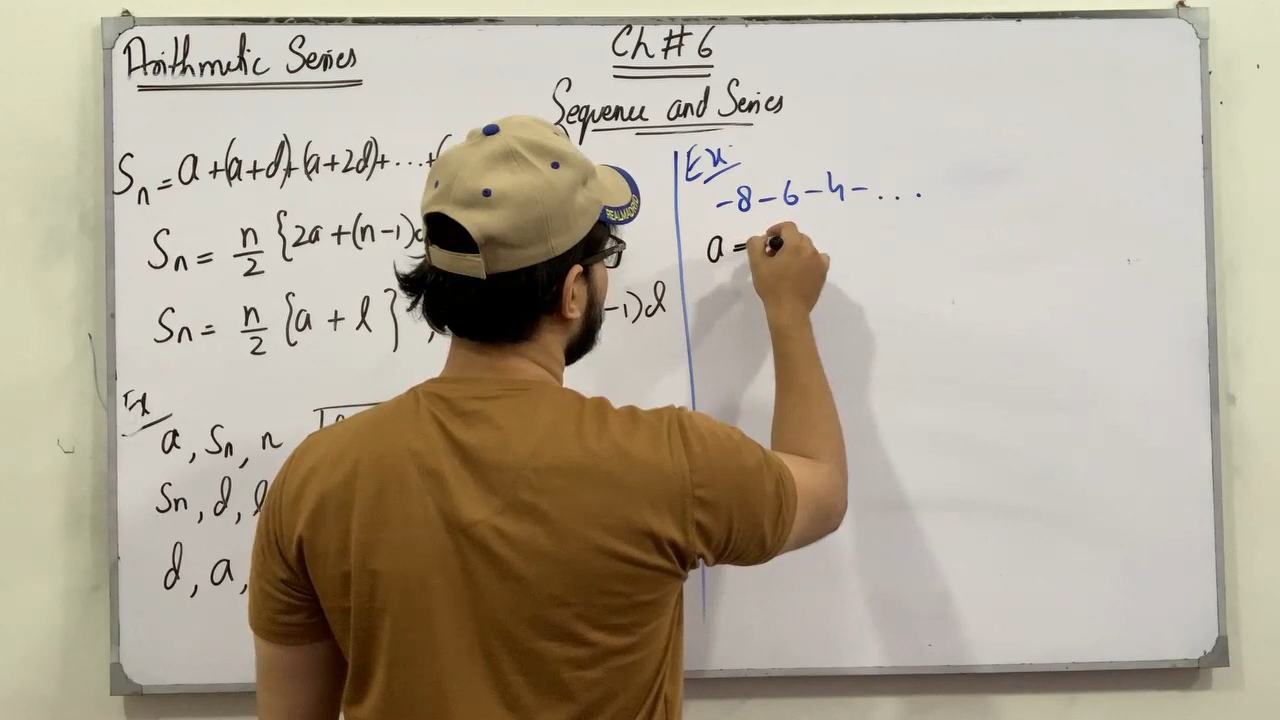 Arithmetic Series
Ch # 6
Sequence and Series
Sn = a + (a+d) + (a+2d) + ... + (
Sn = n/2 {2a + (n-1)d
Sn = n/2 {a + l} ,
-1)d
Ex
a, Sn, n
Sn, d, l
d, a,
Ex
-8 - 6 - 4 - ...
a =
REALMADRID